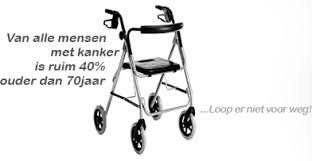 Van alle mensen
met kanker
is ruim 40%
ouder dan 70jaar
...Loop er niet voor weg!